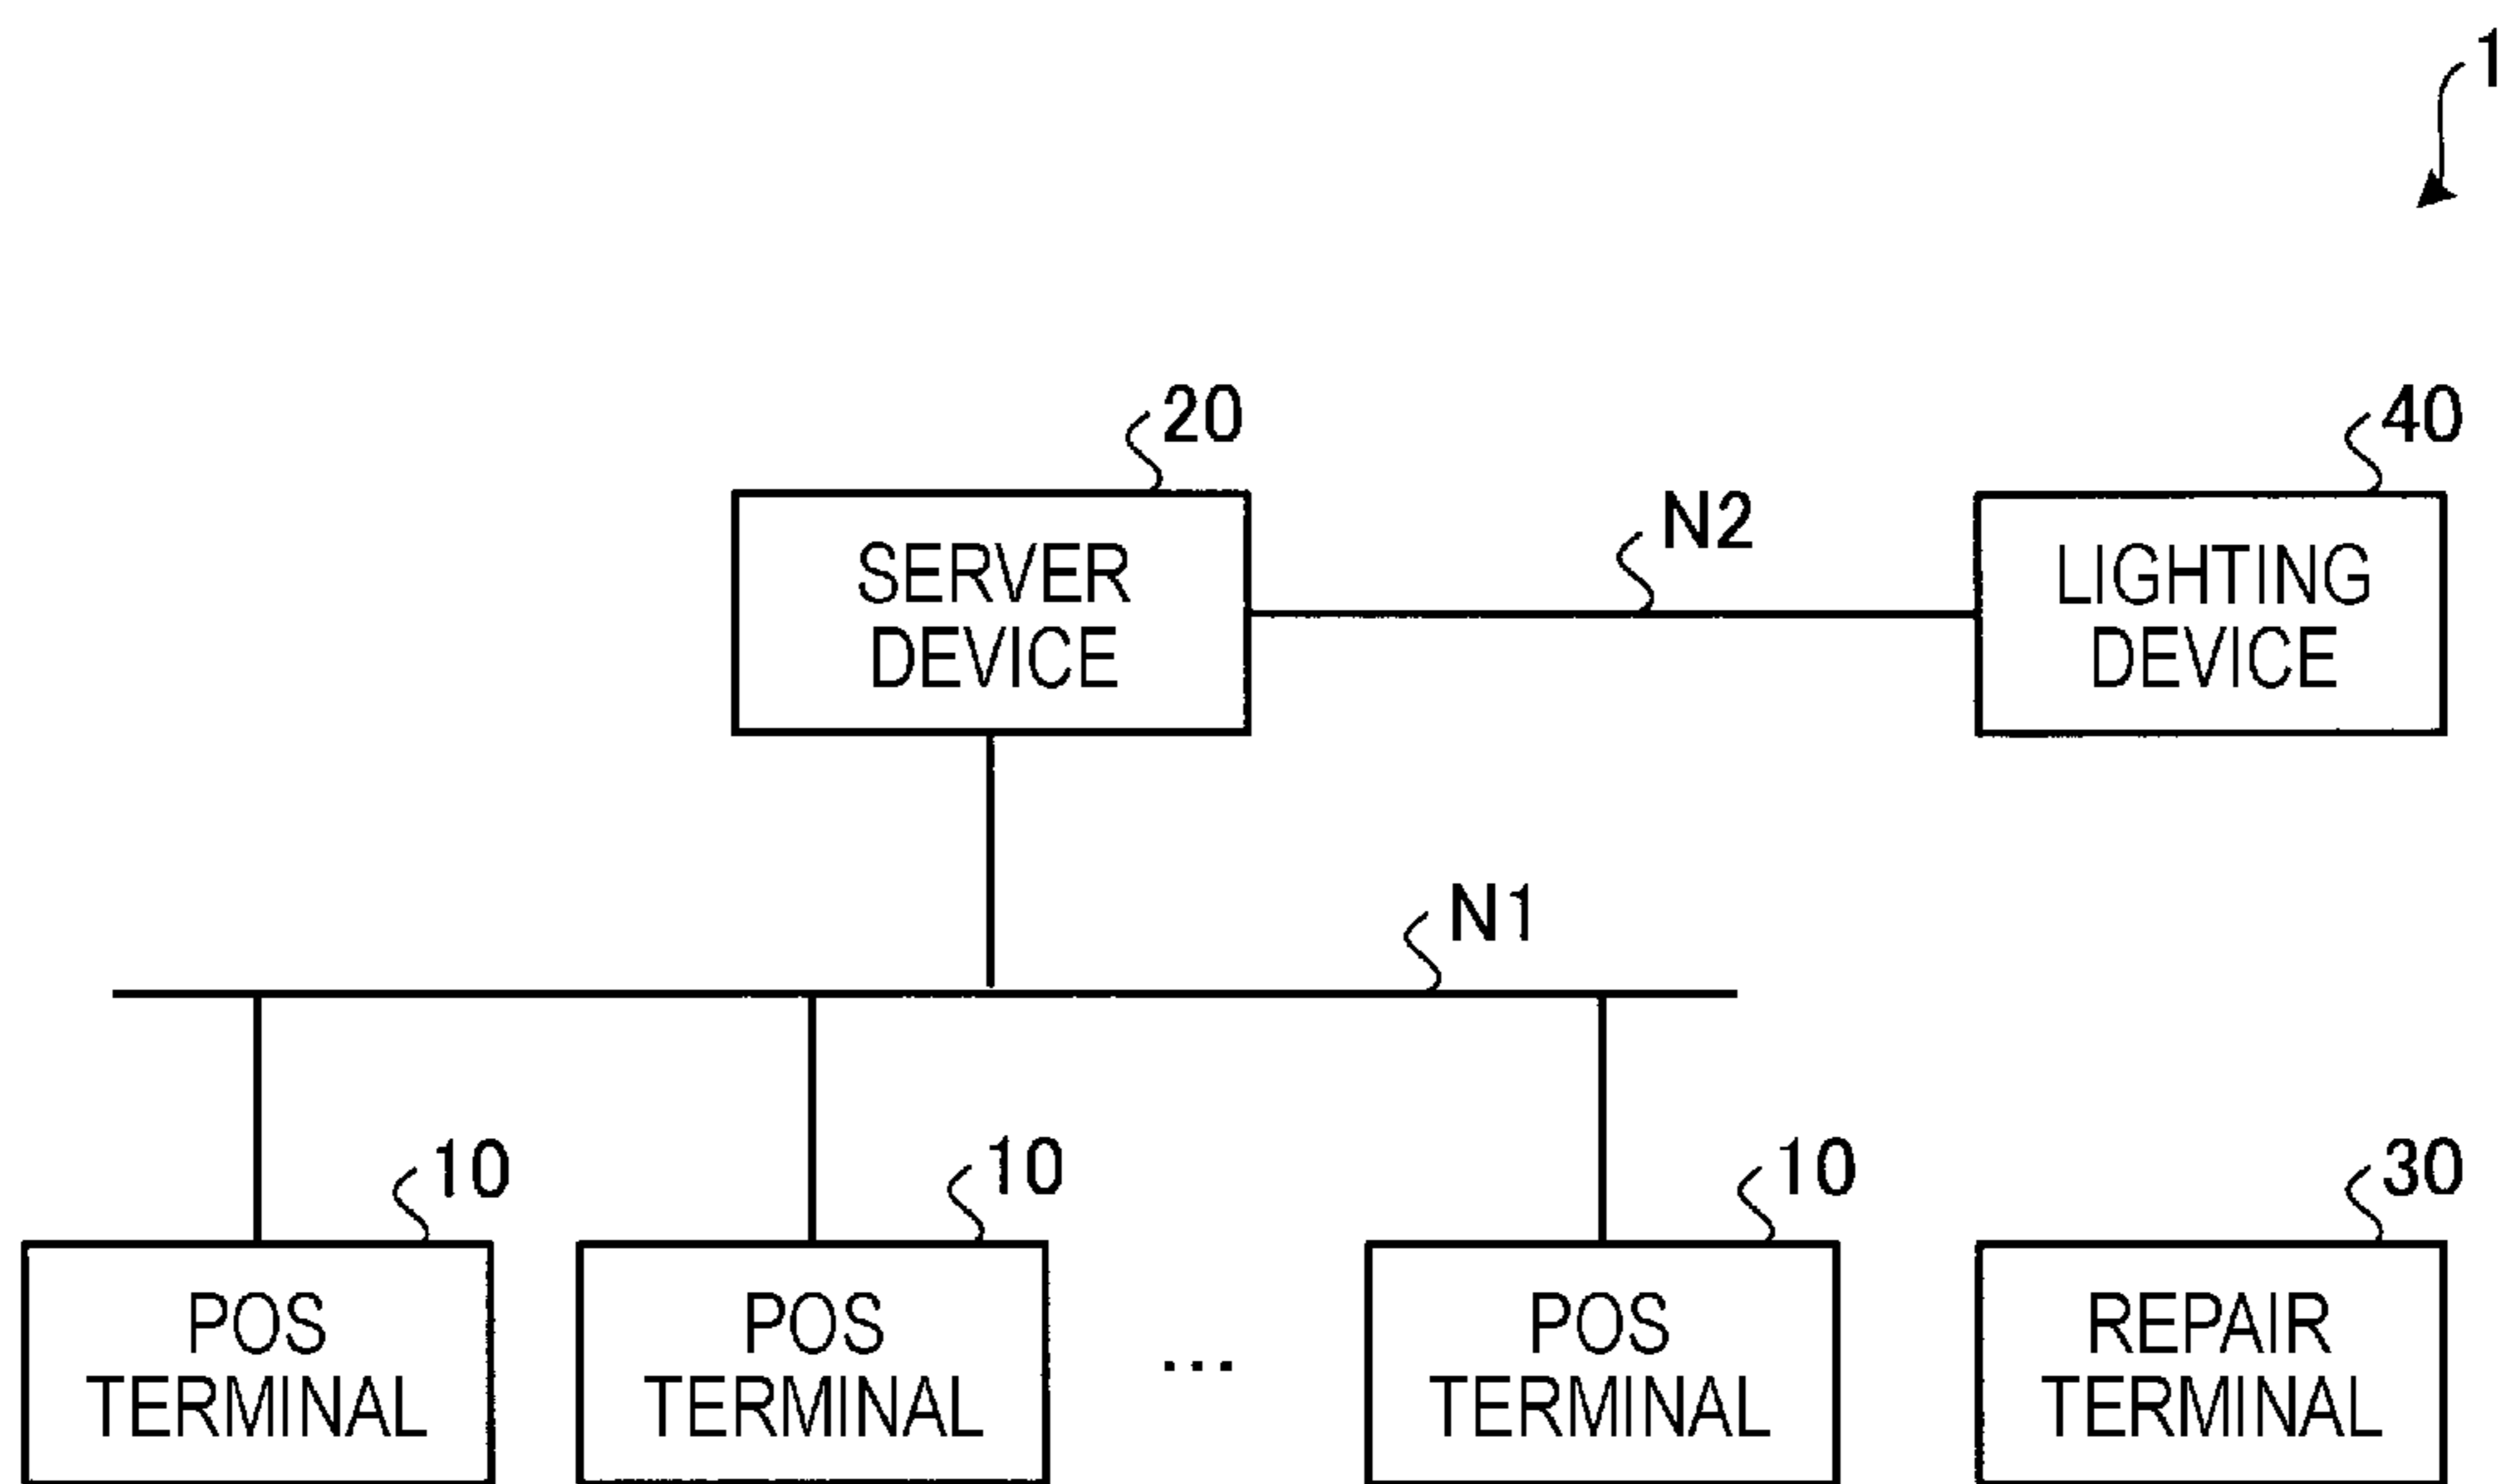 1
20
40
SERVER
DEVICE
N2
LIGHTING
DEVICE
N1
10
10
10
30
POS
TERMINAL
POS
TERMINAL
...
POS
TERMINAL
REPAIR
TERMINAL